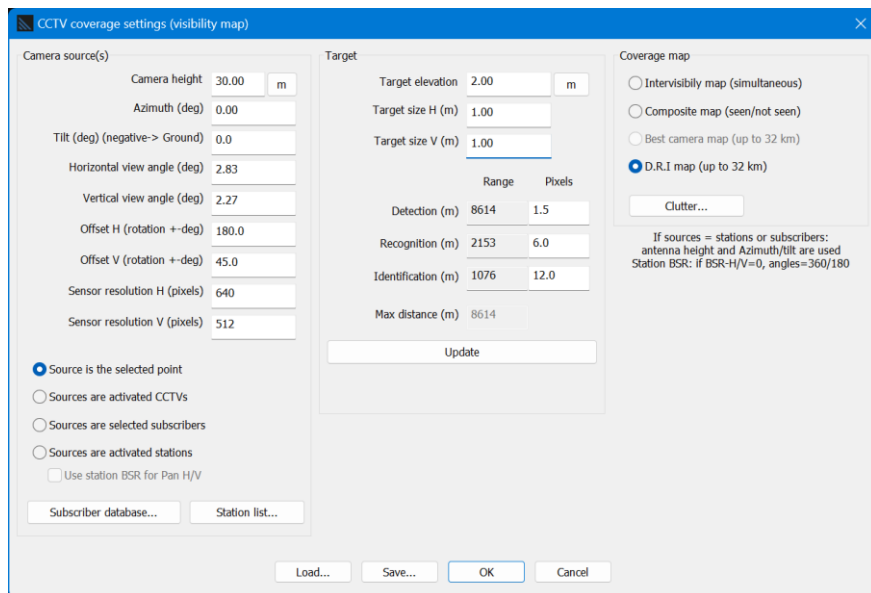 CCTV coverage settings (visibility map)
Camera source(s)
Camera height 30.00 m
Azimuth (deg) 0.00
Tilt (deg) (negative-> Ground) 0.0
Horizontal view angle (deg) 2.83
Vertical view angle (deg) 2.27
Offset H (rotation +-deg) 180.0
Offset V (rotation +-deg) 45.0
Sensor resolution H (pixels) 640
Sensor resolution V (pixels) 512
Source is the selected point
Sources are activated CCTVs
Sources are selected subscribers
Sources are activated stations
Use station BSR for Pan H/V
Subscriber database... Station list...
Target
Target elevation 2.00 m
Target size H (m) 1.00
Target size V (m) 1.00
Range Pixels
Detection (m) 8614 1.5
Recognition (m) 2153 6.0
Identification (m) 1076 12.0
Max distance (m) 8614
Update
Coverage map
Intervisibily map (simultaneous)
Composite map (seen/not seen)
Best camera map (up to 32 km)
D.R.I map (up to 32 km)
Clutter...
If sources = stations or subscribers:
antenna height and Azimuth/tilt are used
Station BSR: if BSR-H/V=0, angles=360/180
Load... Save... OK Cancel